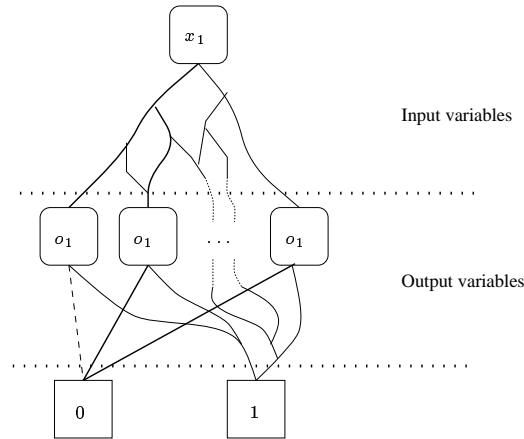 x1
Input variables
o1 o1 ... o1
Output variables
0 1